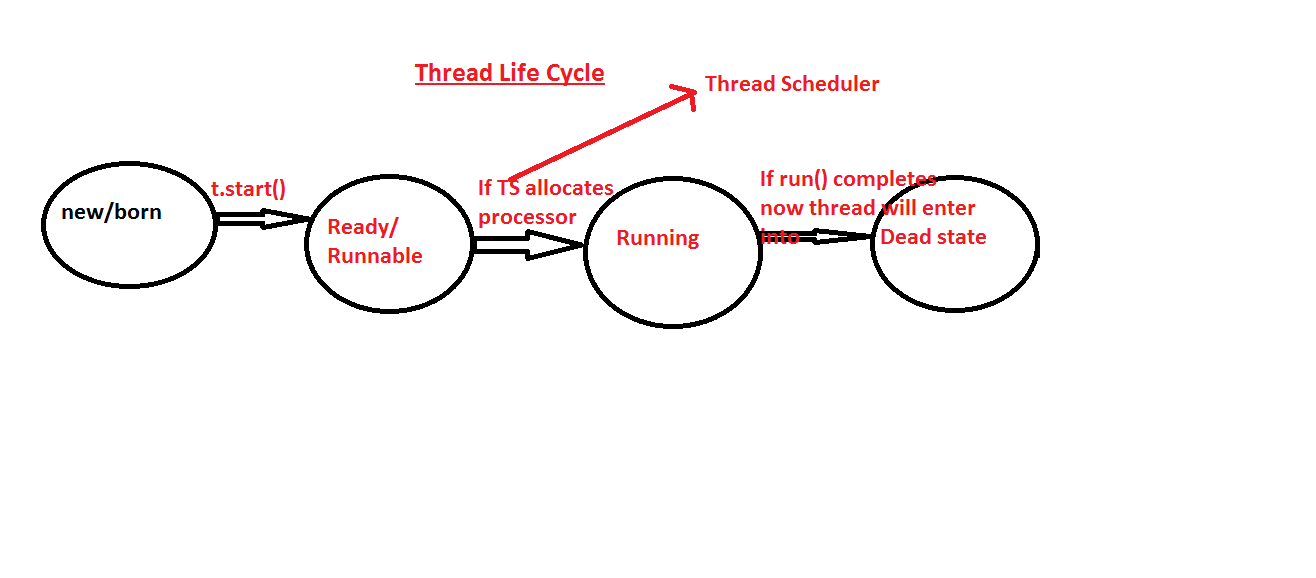 Thread Life Cycle
Thread Scheduler
new/born
t.start()
Ready/
Runnable
If TS allocates
processor
Running
If run() completes
now thread will enter
into
Dead state